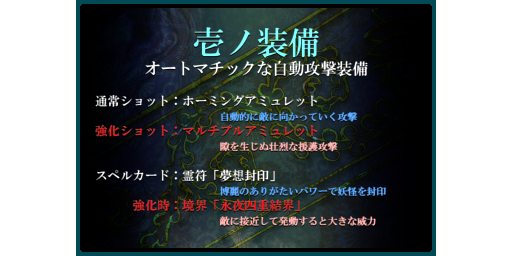 壱ノ装備
オートマチックな自動攻撃装備
通常ショット：ホーミングアミュレット
自動的に敵に向かっていく攻撃
強化ショット：マルチプルアミュレット
隙を生じぬ壮烈な援護攻撃
スペルカード：霊符「夢想封印」
博麗のありがたいパワーで妖怪を封印
強化時：境界「永夜四重結界」
敵に接近して発動すると大きな威力